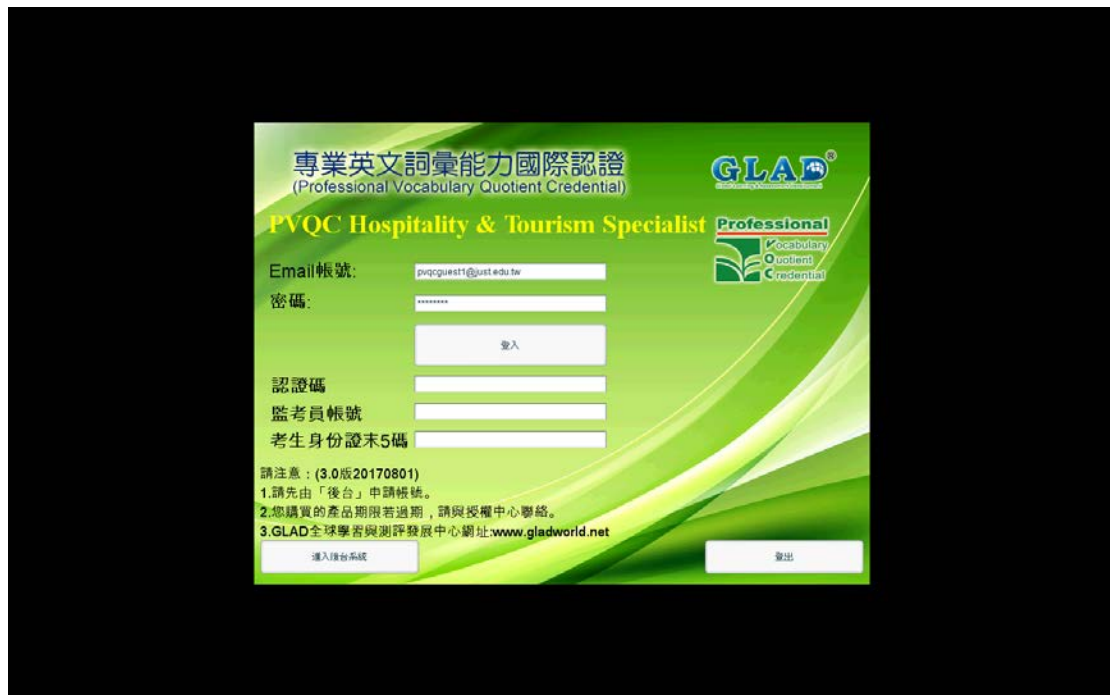 專業英文詞彙能力國際認證
(Professional Vocabulary Quotient Credential)
GLAD®
PVQC Hospitality & Tourism Specialist
Professional
Vocabulary
Quotient
Credential
Email帳號:
pvqcguest1@just.edu.tw
密碼:
********
登入
認證碼
監考員帳號
考生身份證末5碼
請注意：(3.0版20170801)
1.請先由「後台」申請帳號。
2.您購買的產品期限若過期，請與授權中心聯絡。
3.GLAD全球學習與測評發展中心網址:www.gladworld.net
進入後台系統
登出